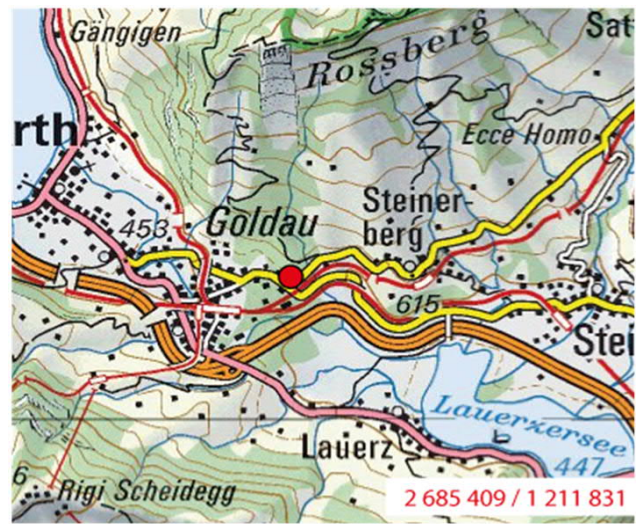 Gängigen
Rossberg
Sat
rth
Ecce Homo
Steiner-
berg
Goldau
453
615
Stei
Lauerzersee
Lauerz
447
6
Rigi Scheidegg
2 685 409 / 1 211 831